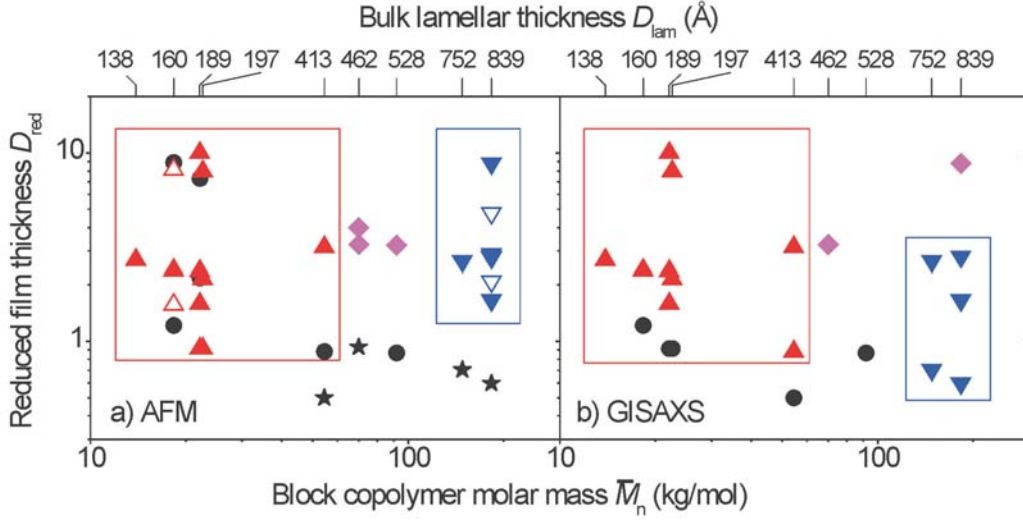 Bulk lamellar thickness D_lam (Å)
138 160 189 197 413 462 528 752 839 138 160 189 197 413 462 528 752 839
Reduced film thickness D_red
10
1
a) AFM
b) GISAXS
10 100 10 100
Block copolymer molar mass M̅_n (kg/mol)